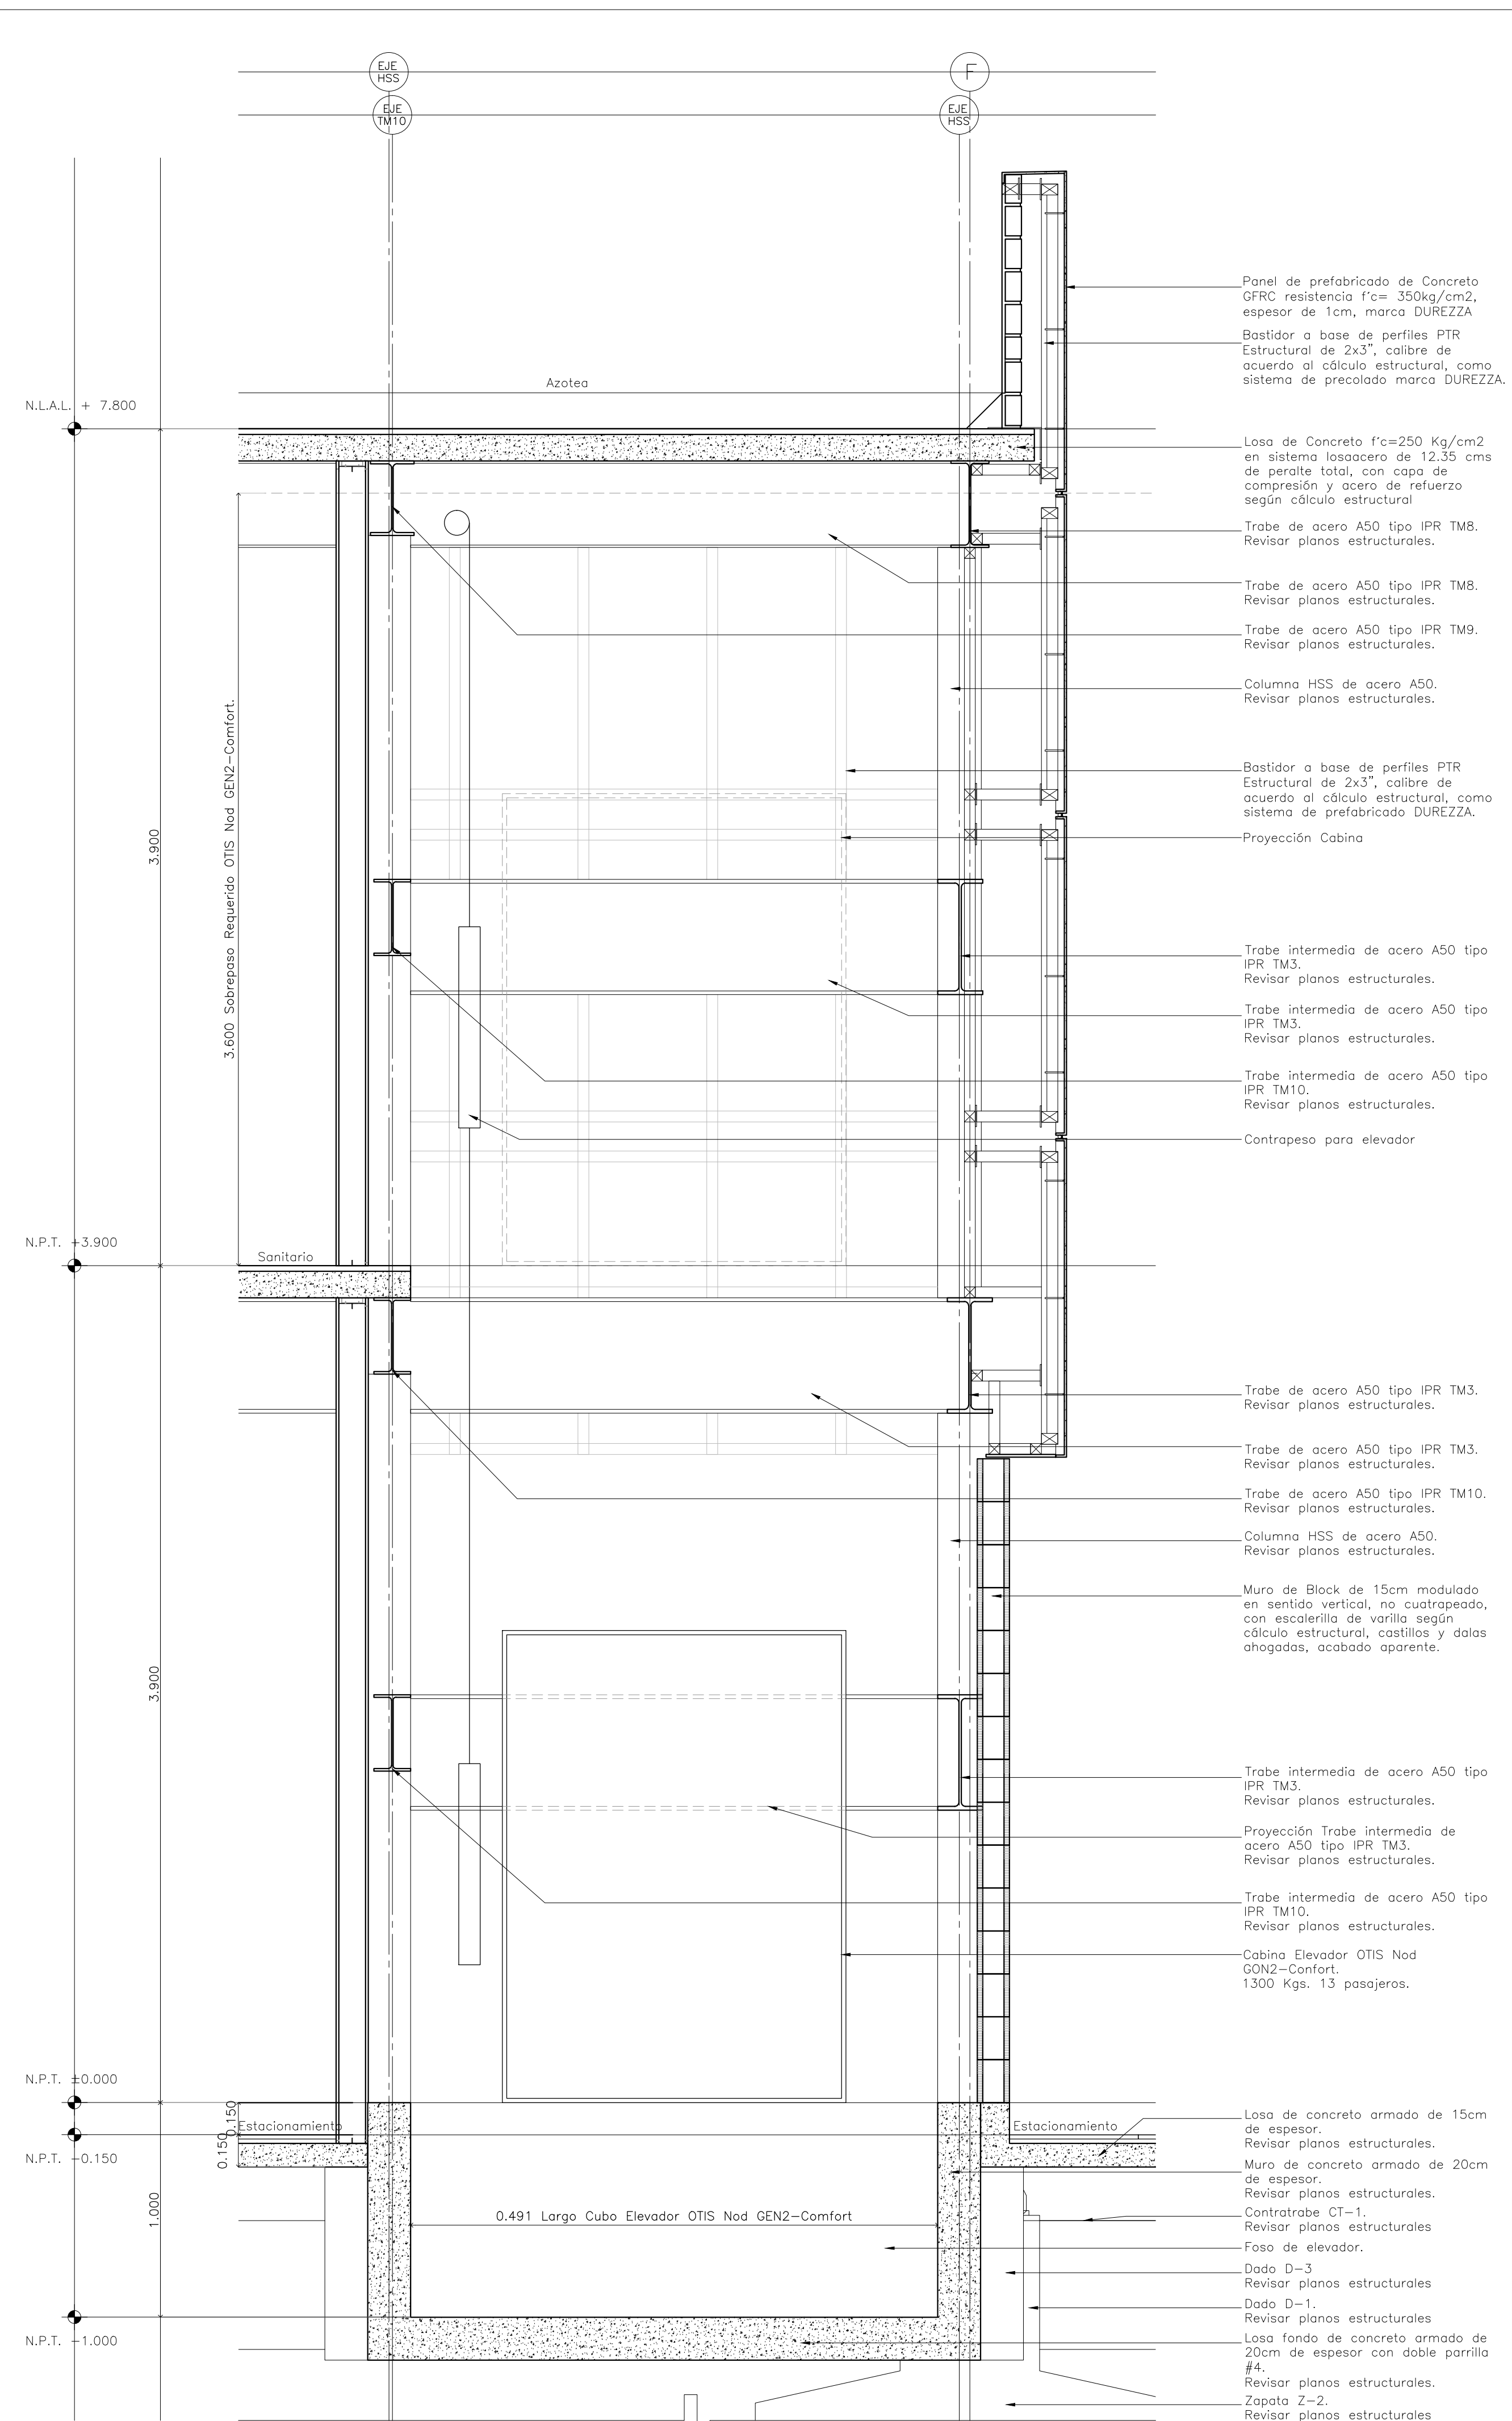 EJE
HSS
F
EJE
TM10
EJE
HSS
Panel de prefabricado de Concreto
GFRC resistencia f´c= 350kg/cm2,
espesor de 1cm, marca DUREZZA
Bastidor a base de perfiles PTR
Estructural de 2x3", calibre de
acuerdo al cálculo estructural, como
sistema de precolado marca DUREZZA.
Azotea
N.L.A.L. + 7.800
Losa de Concreto f´c=250 Kg/cm2
en sistema losaacero de 12.35 cms
de peralte total, con capa de
compresión y acero de refuerzo
según cálculo estructural
Trabe de acero A50 tipo IPR TM8.
Revisar planos estructurales.
Trabe de acero A50 tipo IPR TM8.
Revisar planos estructurales.
Trabe de acero A50 tipo IPR TM9.
Revisar planos estructurales.
Columna HSS de acero A50.
Revisar planos estructurales.
3.600 Sobrepaso Requerido OTIS Nod GEN2-Comfort.
3.900
Bastidor a base de perfiles PTR
Estructural de 2x3", calibre de
acuerdo al cálculo estructural, como
sistema de prefabricado DUREZZA.
Proyección Cabina
Trabe intermedia de acero A50 tipo
IPR TM3.
Revisar planos estructurales.
Trabe intermedia de acero A50 tipo
IPR TM3.
Revisar planos estructurales.
Trabe intermedia de acero A50 tipo
IPR TM10.
Revisar planos estructurales.
Contrapeso para elevador
N.P.T. +3.900
Sanitario
Trabe de acero A50 tipo IPR TM3.
Revisar planos estructurales.
Trabe de acero A50 tipo IPR TM3.
Revisar planos estructurales.
Trabe de acero A50 tipo IPR TM10.
Revisar planos estructurales.
Columna HSS de acero A50.
Revisar planos estructurales.
Muro de Block de 15cm modulado
en sentido vertical, no cuatrapeado,
con escalerilla de varilla según
cálculo estructural, castillos y dalas
ahogadas, acabado aparente.
3.900
Trabe intermedia de acero A50 tipo
IPR TM3.
Revisar planos estructurales.
Proyección Trabe intermedia de
acero A50 tipo IPR TM3.
Revisar planos estructurales.
Trabe intermedia de acero A50 tipo
IPR TM10.
Revisar planos estructurales.
Cabina Elevador OTIS Nod
GON2-Confort.
1300 Kgs. 13 pasajeros.
N.P.T. ±0.000
0.150
Estacionamiento
Estacionamiento
0.150
N.P.T. -0.150
Losa de concreto armado de 15cm
de espesor.
Revisar planos estructurales.
Muro de concreto armado de 20cm
de espesor.
Revisar planos estructurales.
1.000
0.491 Largo Cubo Elevador OTIS Nod GEN2-Comfort
Contratrabe CT-1.
Revisar planos estructurales
Foso de elevador.
Dado D-3
Revisar planos estructurales
Dado D-1.
Revisar planos estructurales
N.P.T. -1.000
Losa fondo de concreto armado de
20cm de espesor con doble parrilla
#4.
Revisar planos estructurales.
Zapata Z-2.
Revisar planos estructurales